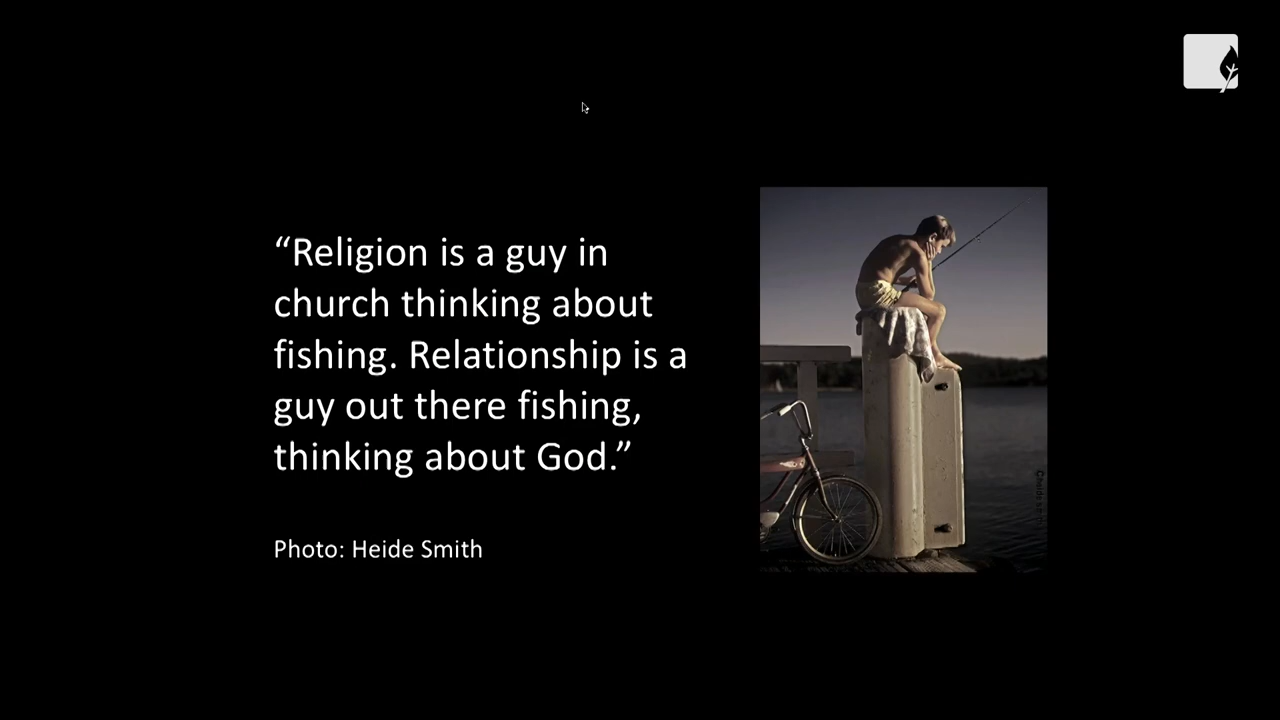 “Religion is a guy in
church thinking about
fishing. Relationship is a
guy out there fishing,
thinking about God.”
Photo: Heide Smith